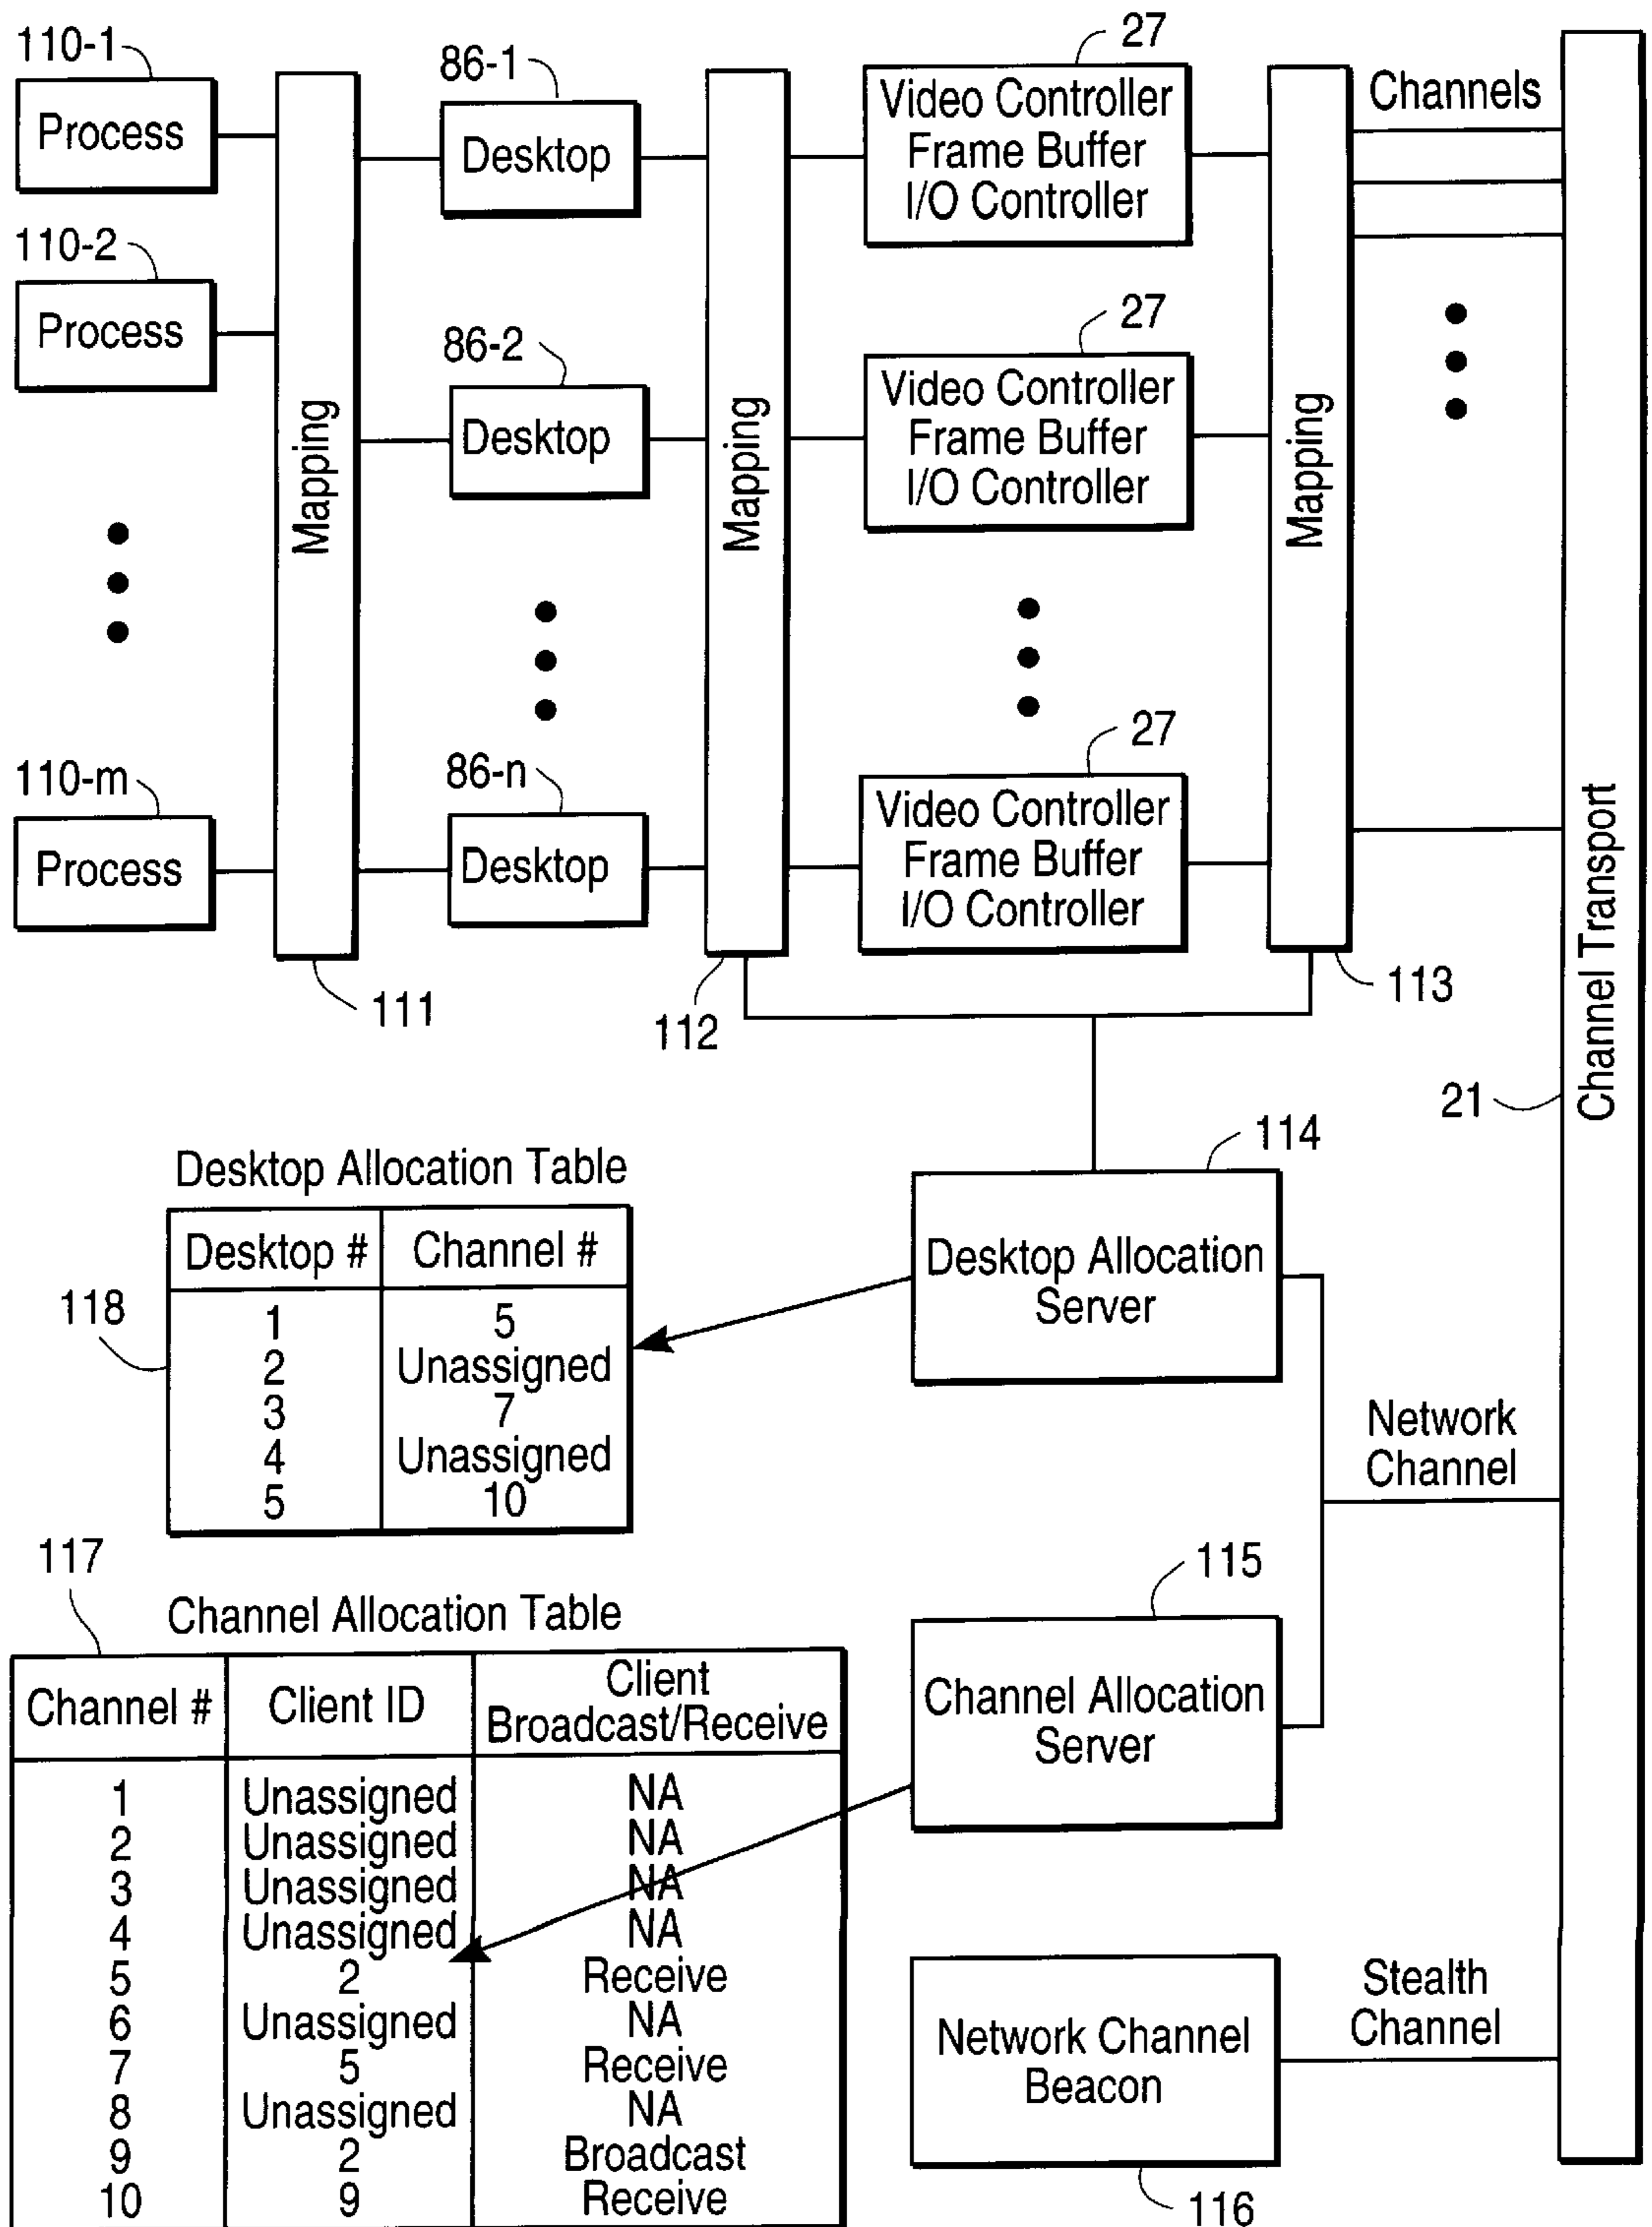 110-1
Process
110-2
Process
110-m
Process
Mapping
111
86-1
Desktop
86-2
Desktop
86-n
Desktop
Mapping
112
27
Video Controller
Frame Buffer
I/O Controller
27
Video Controller
Frame Buffer
I/O Controller
27
Video Controller
Frame Buffer
I/O Controller
Mapping
113
Channels
Channel Transport
21
114
Desktop Allocation
Server
Desktop Allocation Table
118
Desktop # Channel #
1 5
2 Unassigned
3 7
4 Unassigned
5 10
Network
Channel
115
Channel Allocation
Server
117
Channel Allocation Table
Channel # Client ID Client
Broadcast/Receive
1 Unassigned NA
2 Unassigned NA
3 Unassigned NA
4 Unassigned NA
5 2 Receive
6 Unassigned NA
7 5 Receive
8 Unassigned NA
9 2 Broadcast
10 9 Receive
Stealth
Channel
Network Channel
Beacon
116